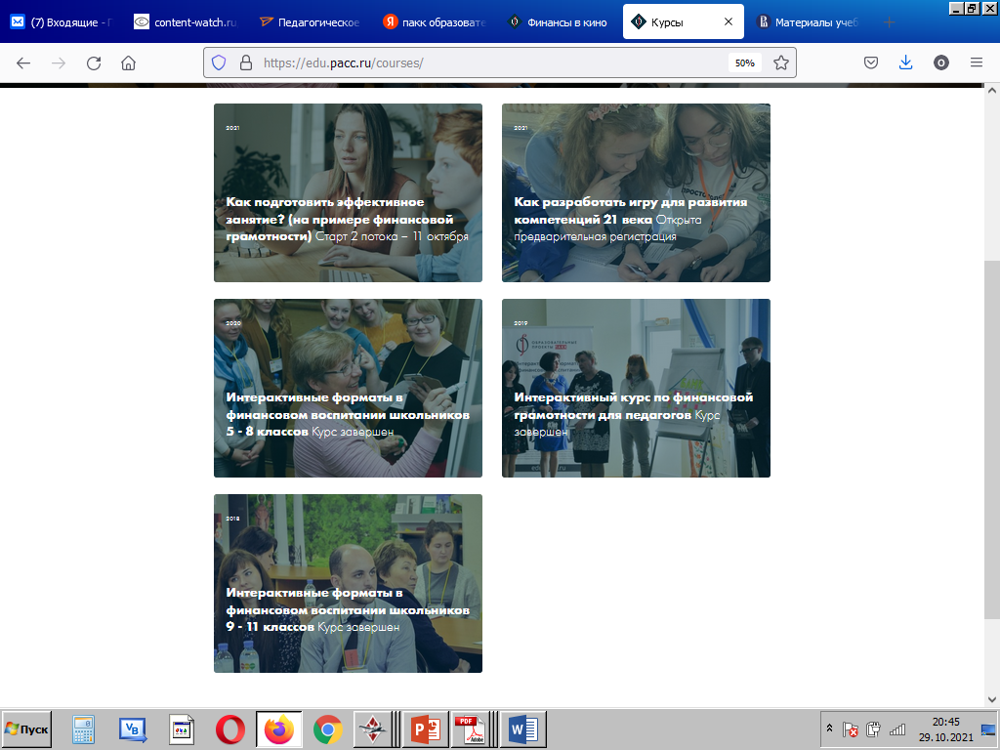 (7) Входящие - П
content-watch.ru
Педагогическое
пакк образовате
Финансы в кино
Курсы
Материалы учеб
https://edu.pacc.ru/courses/
50%
2021
Как подготовить эффективное
занятие? (на примере финансовой
грамотности) Старт 2 потока – 11 октября
2021
Как разработать игру для развития
компетенций 21 века Открыта
предварительная регистрация
2020
Интерактивные форматы в
финансовом воспитании школьников
5 - 8 классов Курс завершен
2019
ОБРАЗОВАТЕЛЬНЫЕ
ПРОЕКТЫ ПАКК
Интерактивный курс по финансовой
грамотности для педагогов Курс
завершен
2018
Интерактивные форматы в
финансовом воспитании школьников
9 - 11 классов Курс завершен
Пуск
20:45
29.10.2021